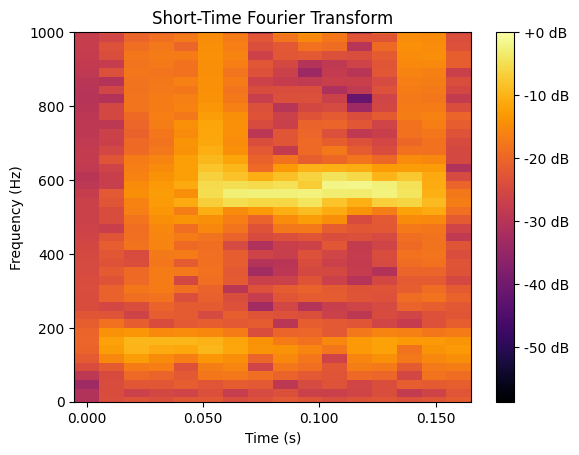 Short-Time Fourier Transform
1000
800
600
400
200
0
Frequency (Hz)
0.000
0.050
0.100
0.150
Time (s)
+0 dB
-10 dB
-20 dB
-30 dB
-40 dB
-50 dB